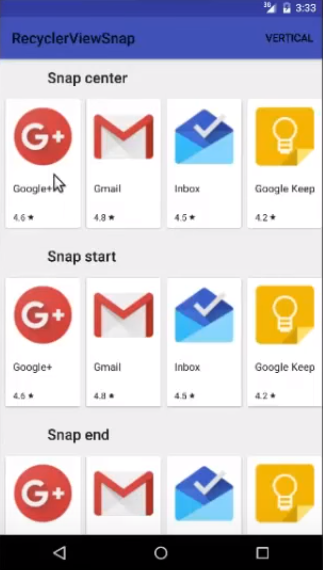 3G 3:33
RecyclerViewSnap VERTICAL
Snap center
G+
Google+ Gmail Inbox Google Keep
4.6 ★ 4.8 ★ 4.5 ★ 4.2 ★
Snap start
G+
Google+ Gmail Inbox Google Keep
4.6 ★ 4.8 ★ 4.5 ★ 4.2 ★
Snap end
G+